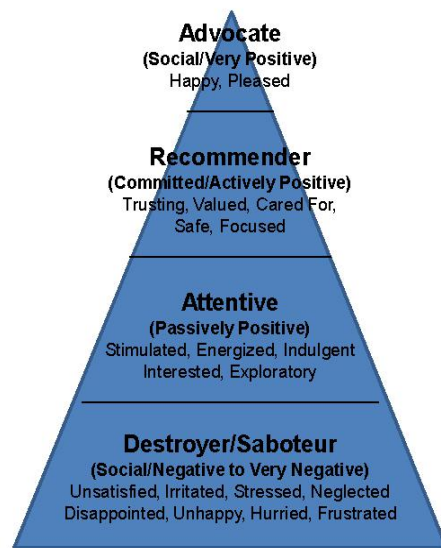 Advocate
(Social/Very Positive)
Happy, Pleased
Recommender
(Committed/Actively Positive)
Trusting, Valued, Cared For,
Safe, Focused
Attentive
(Passively Positive)
Stimulated, Energized, Indulgent
Interested, Exploratory
Destroyer/Saboteur
(Social/Negative to Very Negative)
Unsatisfied, Irritated, Stressed, Neglected
Disappointed, Unhappy, Hurried, Frustrated